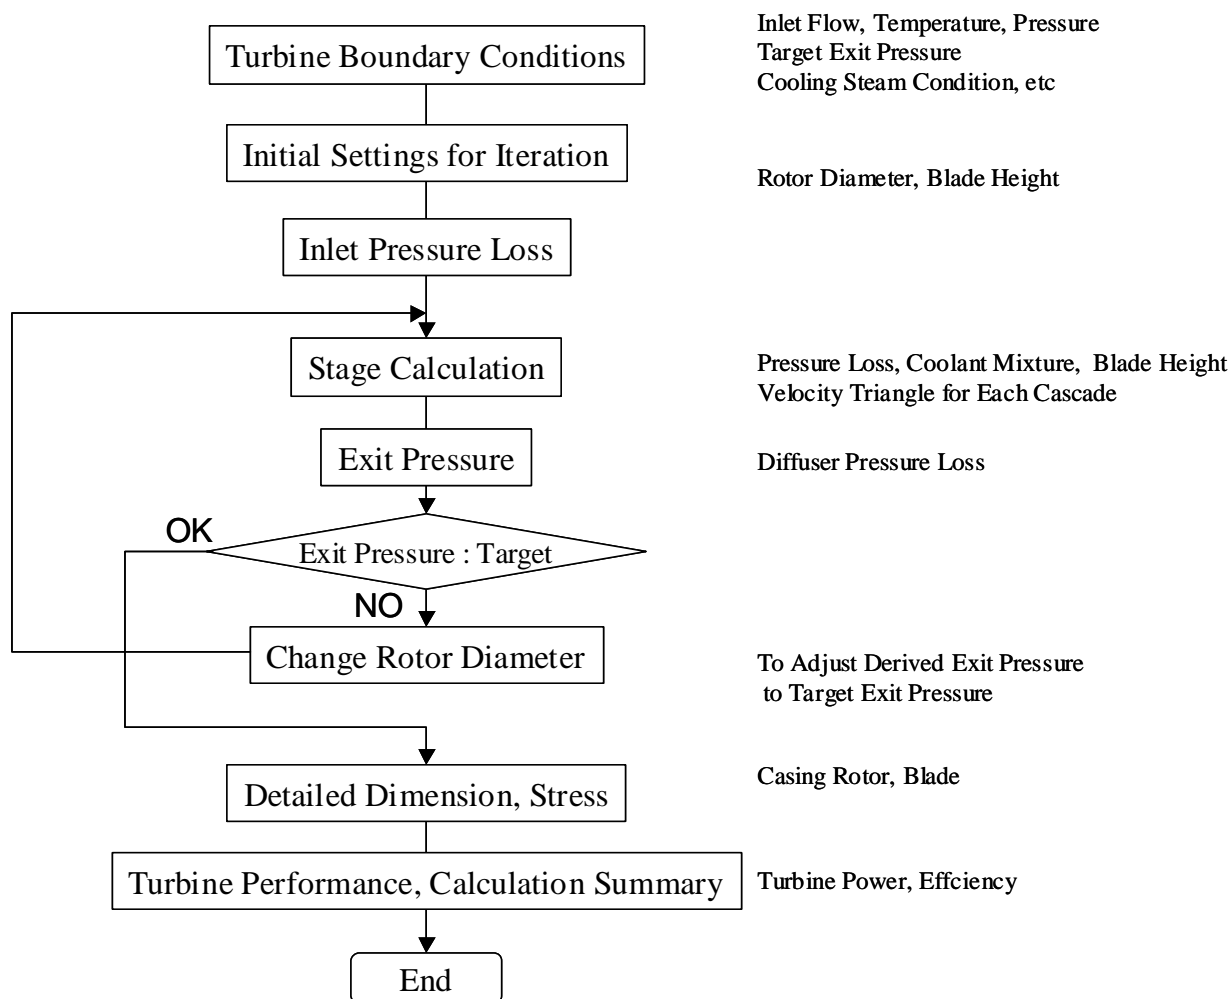 Turbine Boundary Conditions
Inlet Flow, Temperature, Pressure
Target Exit Pressure
Cooling Steam Condition, etc
Initial Settings for Iteration
Rotor Diameter, Blade Height
Inlet Pressure Loss
Stage Calculation
Pressure Loss, Coolant Mixture, Blade Height
Velocity Triangle for Each Cascade
Exit Pressure
Diffuser Pressure Loss
OK
Exit Pressure : Target
NO
Change Rotor Diameter
To Adjust Derived Exit Pressure
to Target Exit Pressure
Detailed Dimension, Stress
Casing Rotor, Blade
Turbine Performance, Calculation Summary
Turbine Power, Effciency
End